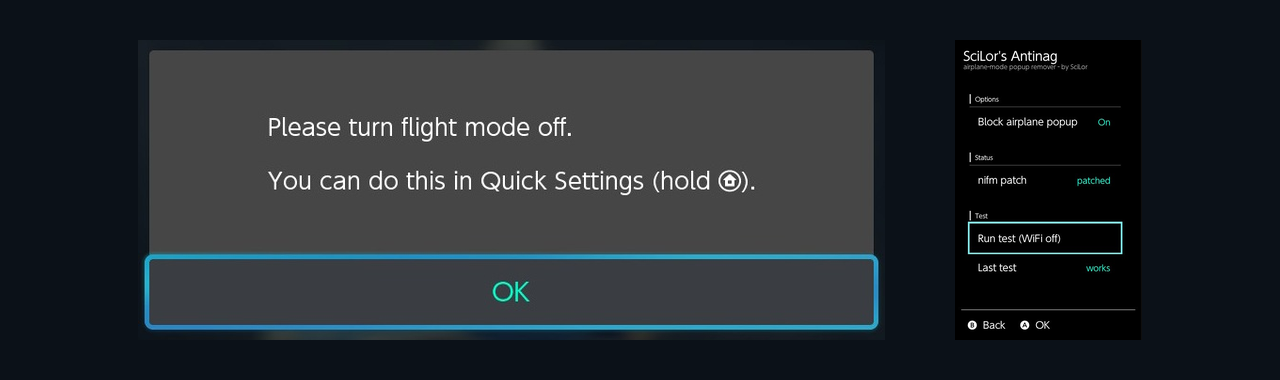 Please turn flight mode off.
You can do this in Quick Settings (hold ).
OK
SciLor's Antinag
airplane-mode popup remover - by SciLor
Options
Block airplane popup On
Status
nifm patch patched
Test
Run test (WiFi off)
Last test works
B Back A OK